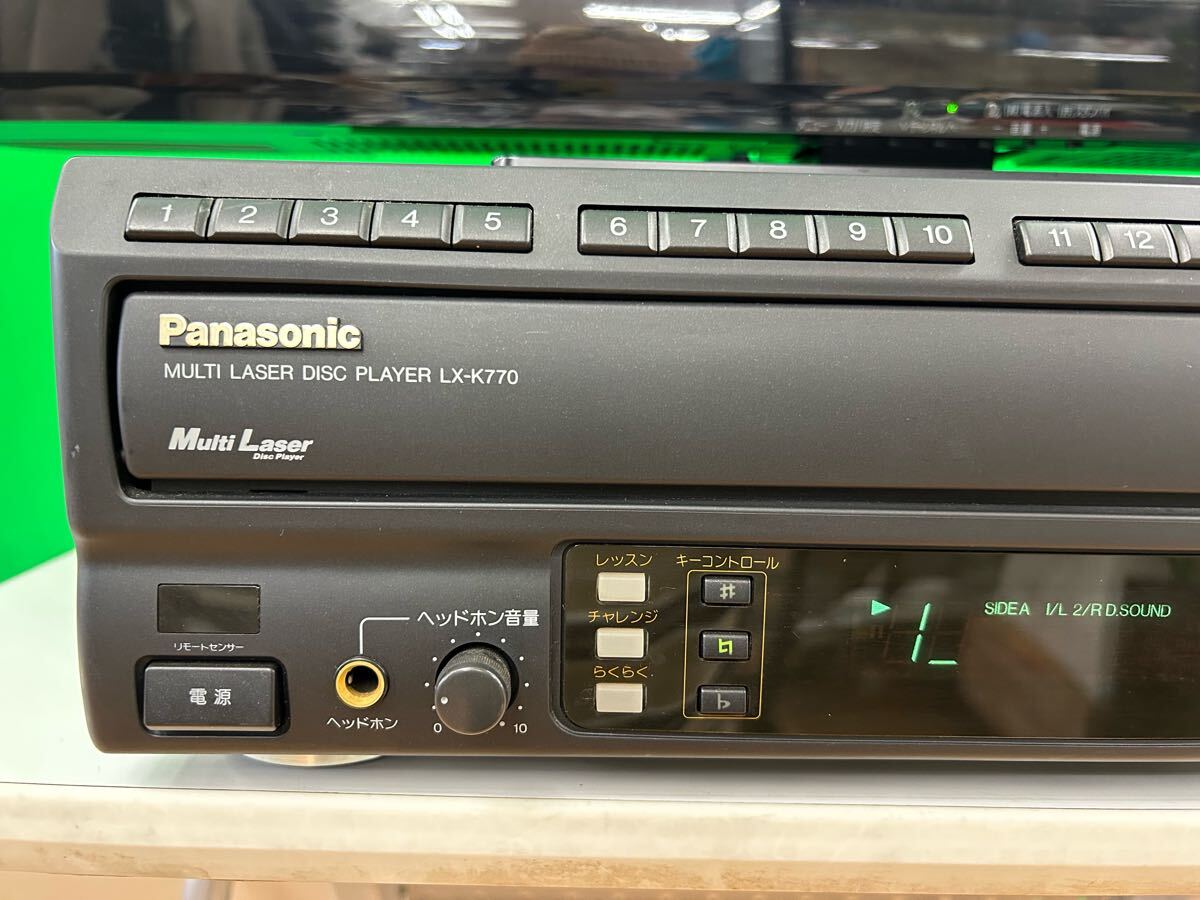 1 2 3 4 5 6 7 8 9 10 11 12
Panasonic
MULTI LASER DISC PLAYER LX-K770
Multi Laser
Disc Player
リモートセンサー
電源
ヘッドホン音量
ヘッドホン
0 10
レッスン
チャレンジ
らくらく
キーコントロール
♯
♮
♭
1
SIDE A 1/L 2/R D.SOUND